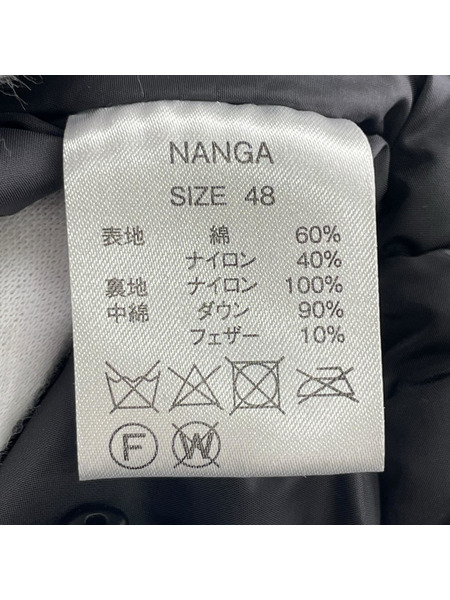 NANGA
SIZE 48
表地 綿 60%
ナイロン 40%
裏地 ナイロン 100%
中綿 ダウン 90%
フェザー 10%
F W